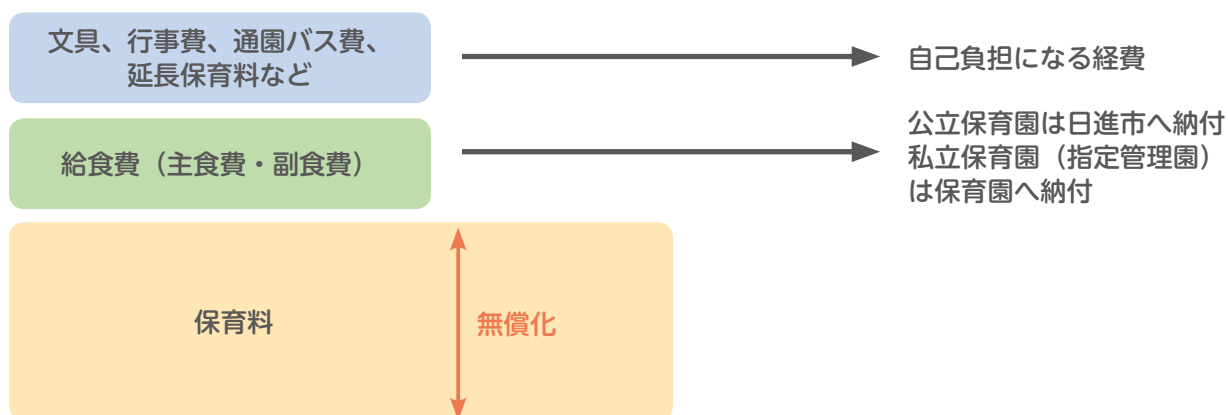 文具、行事費、通園バス費、
延長保育料など
自己負担になる経費
給食費（主食費・副食費）
公立保育園は日進市へ納付
私立保育園（指定管理園）
は保育園へ納付
保育料
無償化